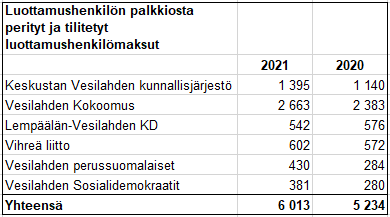 Luottamushenkilön palkkiosta
perityt ja tilitetyt
luottamushenkilömaksut
2021 2020
Keskustan Vesilahden kunnallisjärjestö 1 395 1 140
Vesilahden Kokoomus 2 663 2 383
Lempäälän-Vesilahden KD 542 576
Vihreä liitto 602 572
Vesilahden perussuomalaiset 430 284
Vesilahden Sosialidemokraatit 381 280
Yhteensä 6 013 5 234